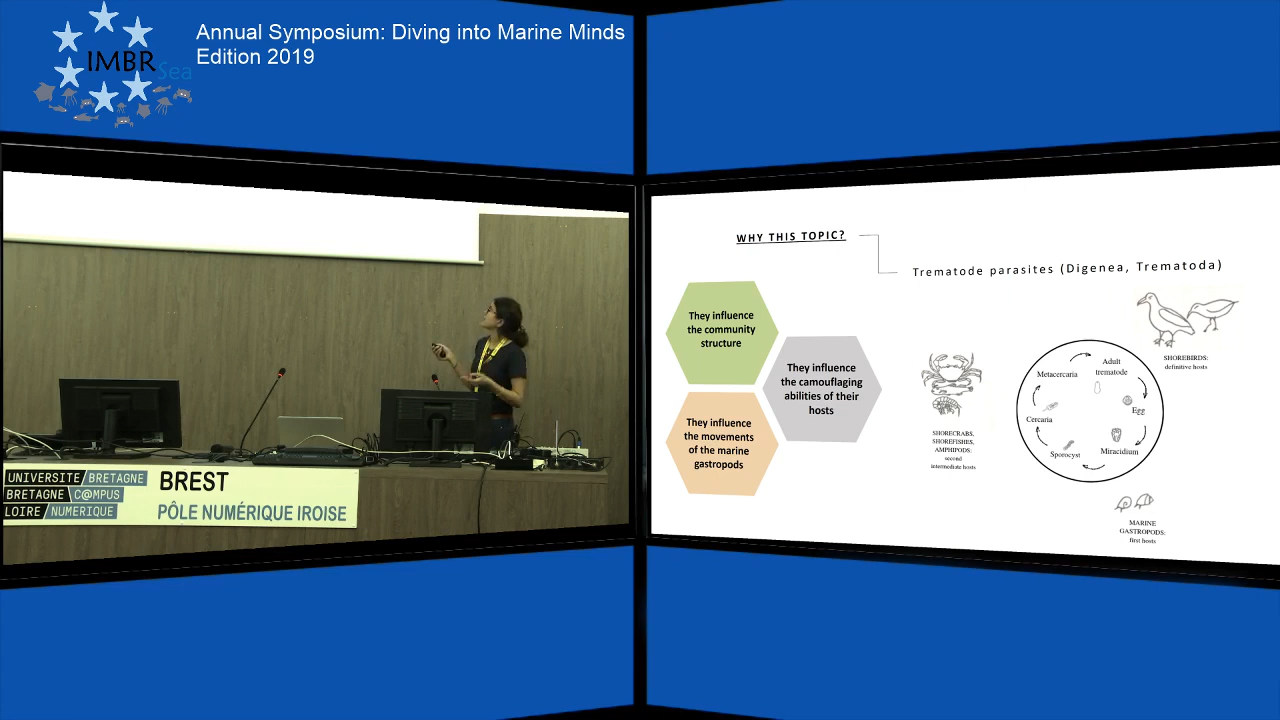 Annual Symposium: Diving into Marine Minds
Edition 2019
IMBRSea
WHY THIS TOPIC?
Trematode parasites (Digenea, Trematoda)
They influence
the community
structure
They influence
the camouflaging
abilities of their
hosts
They influence
the movements
of the marine
gastropods
SHORECRABS,
SHOREFISHES,
AMPHIPODS:
second
intermediate hosts
SHOREBIRDS:
definitive hosts
Adult
trematode
Egg
Miracidium
Sporocyst
Cercaria
Metacercaria
MARINE
GASTROPODS:
first hosts
UNIVERSITE BRETAGNE
BRETAGNE C@MPUS
LOIRE NUMERIQUE
BREST
PÔLE NUMÉRIQUE IROISE